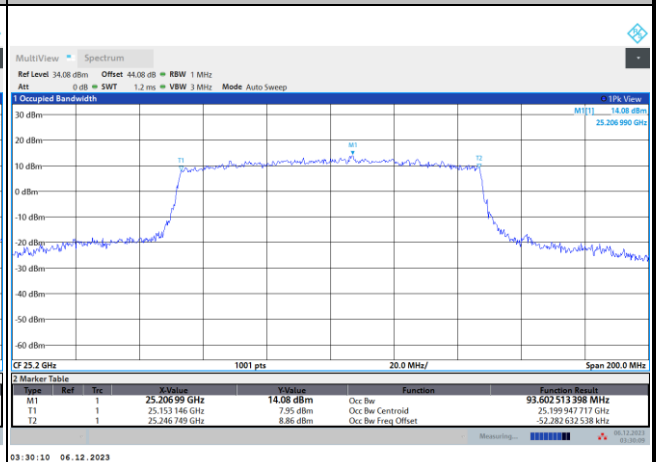 MultiView Spectrum
Ref Level 34.08 dBm Offset 44.08 dB RBW 1 MHz
Att 0 dB SWT 1.2 ms VBW 3 MHz Mode Auto Sweep
1 Occupied Bandwidth 1Pk View
M1[1] 14.08 dBm
25.206 990 GHz
30 dBm
20 dBm
M1
T1
T2
10 dBm
0 dBm
-10 dBm
-20 dBm
-30 dBm
-40 dBm
-50 dBm
-60 dBm
CF 25.2 GHz 1001 pts 20.0 MHz/ Span 200.0 MHz
2 Marker Table
Type Ref Trc X-Value Y-Value Function Function Result
M1 1 25.206 99 GHz 14.08 dBm Occ Bw 93.602 513 398 MHz
T1 1 25.153 146 GHz 7.95 dBm Occ Bw Centroid 25.199 947 717 GHz
T2 1 25.246 749 GHz 8.86 dBm Occ Bw Freq Offset -52.282 632 538 kHz
Measuring... 06.12.2023
03:30:09
03:30:10 06.12.2023